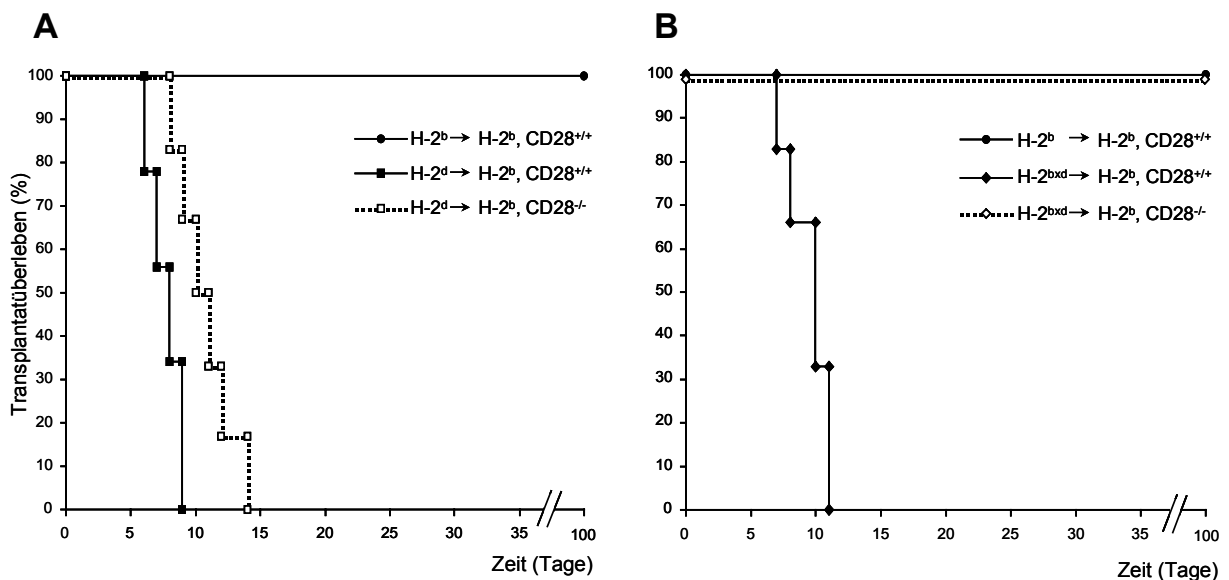 A
Transplantatüberleben (%)
100
90
80
70
60
50
40
30
20
10
0
H-2ᵇ → H-2ᵇ, CD28⁺/⁺
H-2ᵈ → H-2ᵇ, CD28⁺/⁺
H-2ᵈ → H-2ᵇ, CD28⁻/⁻
0 5 10 15 20 25 30 35 100
Zeit (Tage)
B
100
90
80
70
60
50
40
30
20
10
0
H-2ᵇ → H-2ᵇ, CD28⁺/⁺
H-2ᵇˣᵈ → H-2ᵇ, CD28⁺/⁺
H-2ᵇˣᵈ → H-2ᵇ, CD28⁻/⁻
0 5 10 15 20 25 30 35 100
Zeit (Tage)